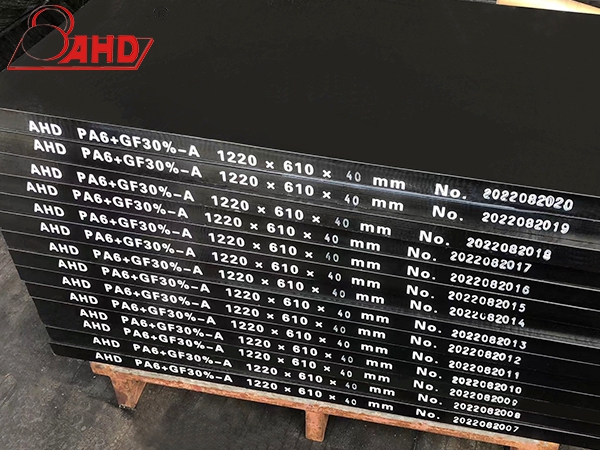 AHD
AHD PA6+GF30%-A 1220 × 610 × 40 mm No. 2022082020
AHD PA6+GF30%-A 1220 × 610 × 40 mm No. 2022082019
AHD PA6+GF30%-A 1220 × 610 × 40 mm No. 2022082018
AHD PA6+GF30%-A 1220 × 610 × 40 mm No. 2022082017
AHD PA6+GF30%-A 1220 × 610 × 40 mm No. 2022082016
AHD PA6+GF30%-A 1220 × 610 × 40 mm No. 2022082015
AHD PA6+GF30%-A 1220 × 610 × 40 mm No. 2022082014
AHD PA6+GF30%-A 1220 × 610 × 40 mm No. 2022082013
AHD PA6+GF30%-A 1220 × 610 × 40 mm No. 2022082012
AHD PA6+GF30%-A 1220 × 610 × 40 mm No. 2022082011
AHD PA6+GF30%-A 1220 × 610 × 40 mm No. 2022082010
AHD PA6+GF30%-A 1220 × 610 × 40 mm No. 2022082009
AHD PA6+GF30%-A 1220 × 610 × 40 mm No. 2022082008
AHD PA6+GF30%-A 1220 × 610 × 40 mm No. 2022082007